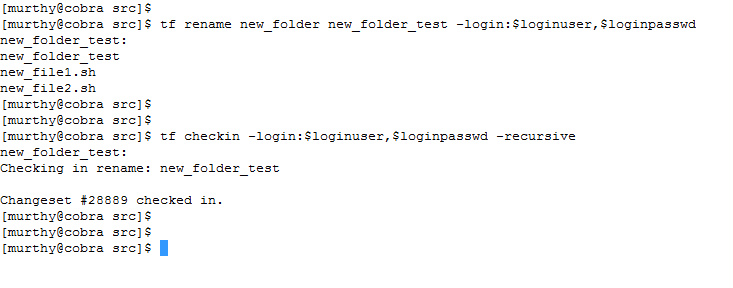 [murthy@cobra src]$
[murthy@cobra src]$ tf rename new_folder new_folder_test -login:$loginuser,$loginpasswd
new_folder_test:
new_folder_test
new_file1.sh
new_file2.sh
[murthy@cobra src]$
[murthy@cobra src]$
[murthy@cobra src]$ tf checkin -login:$loginuser,$loginpasswd -recursive
new_folder_test:
Checking in rename: new_folder_test
Changeset #28889 checked in.
[murthy@cobra src]$
[murthy@cobra src]$
[murthy@cobra src]$